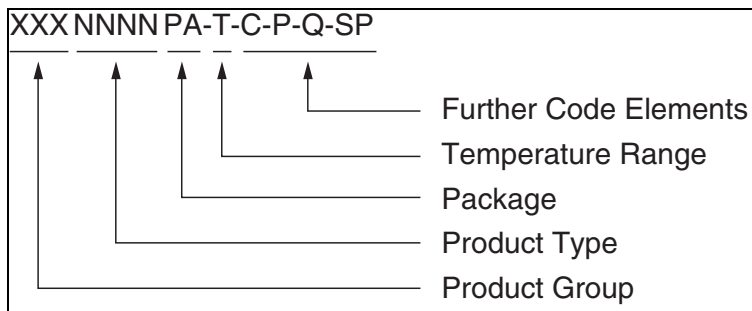 XXX NNNN PA-T-C-P-Q-SP
Further Code Elements
Temperature Range
Package
Product Type
Product Group